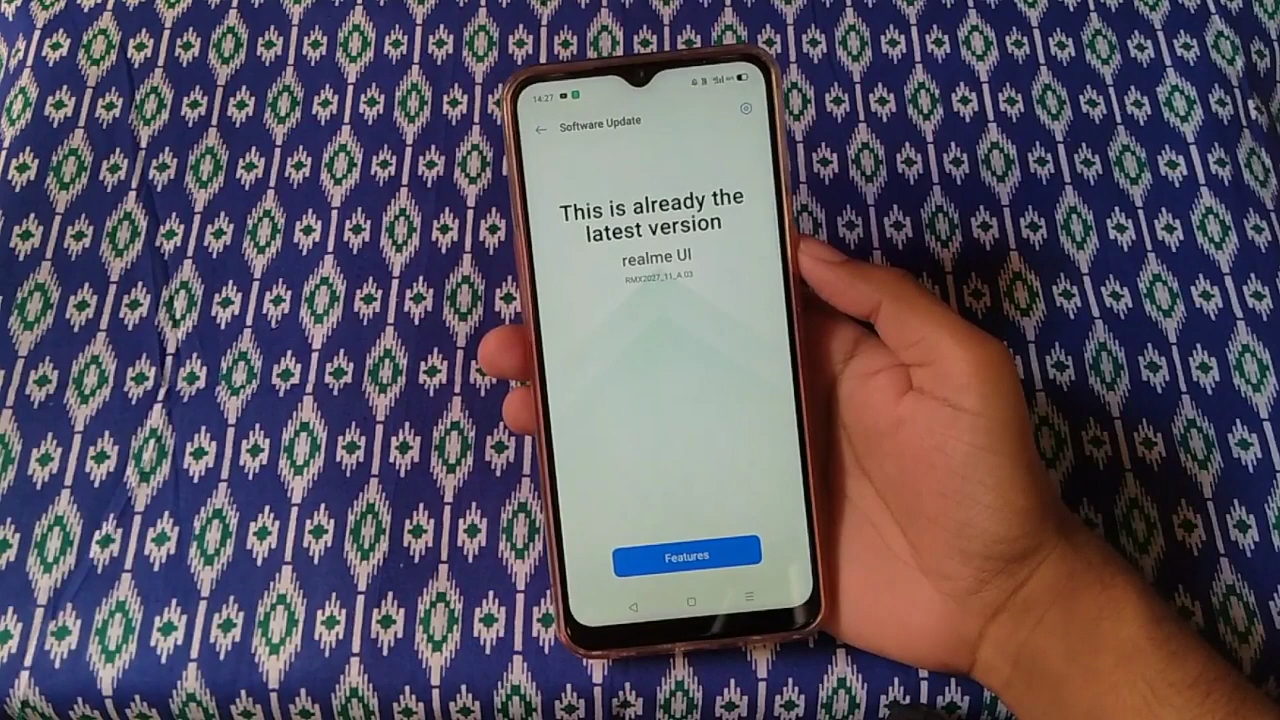 14:27
Software Update
This is already the
latest version
realme UI
RMX2027_11_A.03
Features